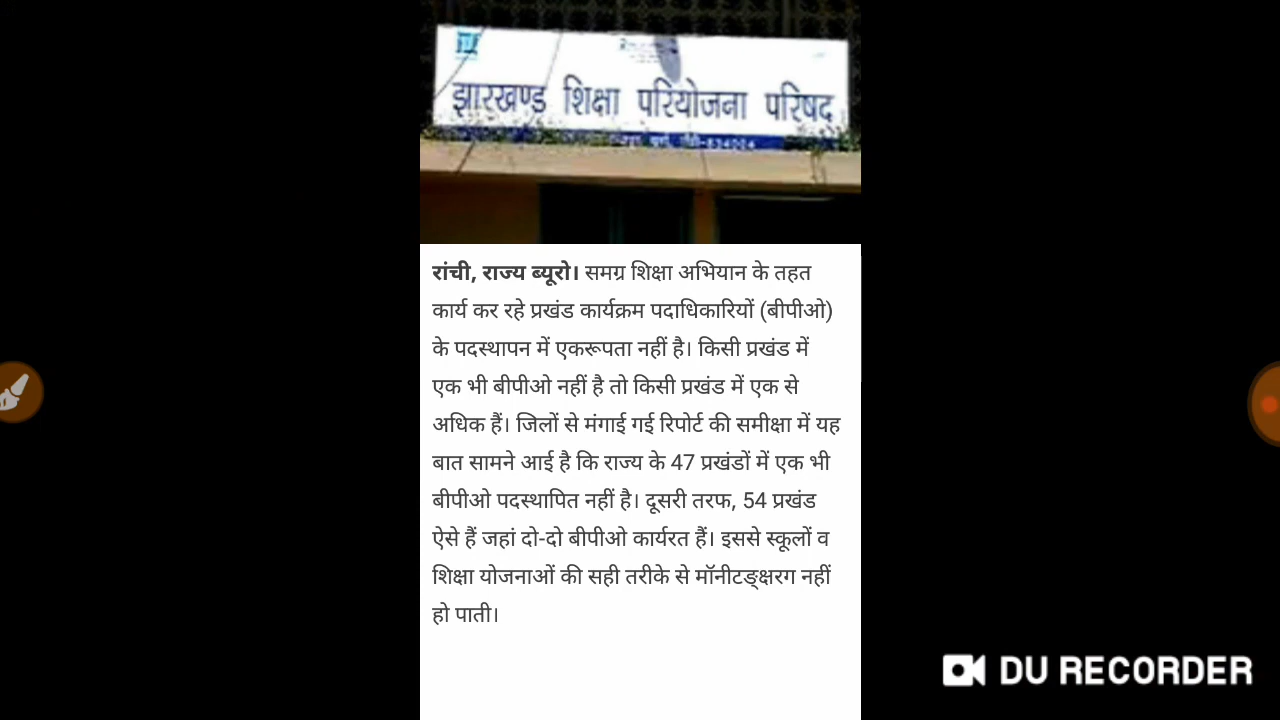 झारखण्ड शिक्षा परियोजना परिषद
रांची, राज्य ब्यूरो। समग्र शिक्षा अभियान के तहत
कार्य कर रहे प्रखंड कार्यक्रम पदाधिकारियों (बीपीओ)
के पदस्थापन में एकरूपता नहीं है। किसी प्रखंड में
एक भी बीपीओ नहीं है तो किसी प्रखंड में एक से
अधिक हैं। जिलों से मंगाई गई रिपोर्ट की समीक्षा में यह
बात सामने आई है कि राज्य के 47 प्रखंडों में एक भी
बीपीओ पदस्थापित नहीं है। दूसरी तरफ, 54 प्रखंड
ऐसे हैं जहां दो-दो बीपीओ कार्यरत हैं। इससे स्कूलों व
शिक्षा योजनाओं की सही तरीके से मॉनीटङ्क्षरग नहीं
हो पाती।
DU RECORDER